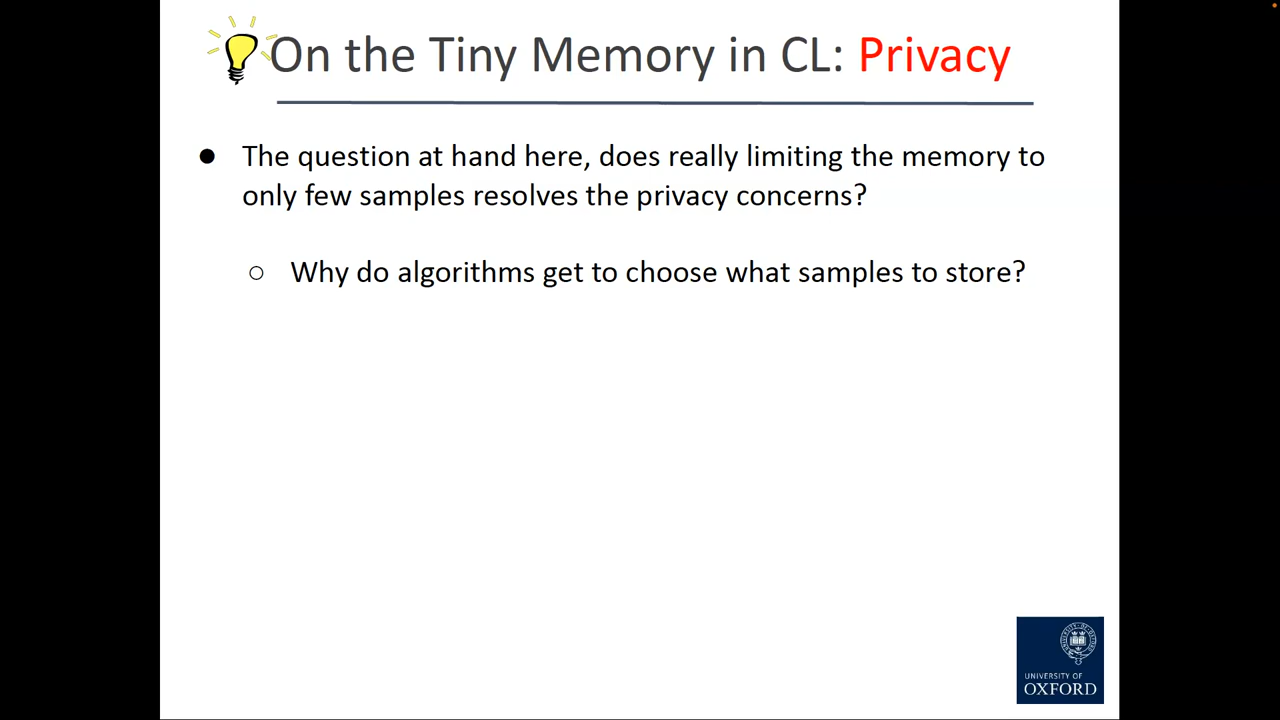 On the Tiny Memory in CL: Privacy
● The question at hand here, does really limiting the memory to
only few samples resolves the privacy concerns?
○ Why do algorithms get to choose what samples to store?
UNIVERSITY OF
OXFORD